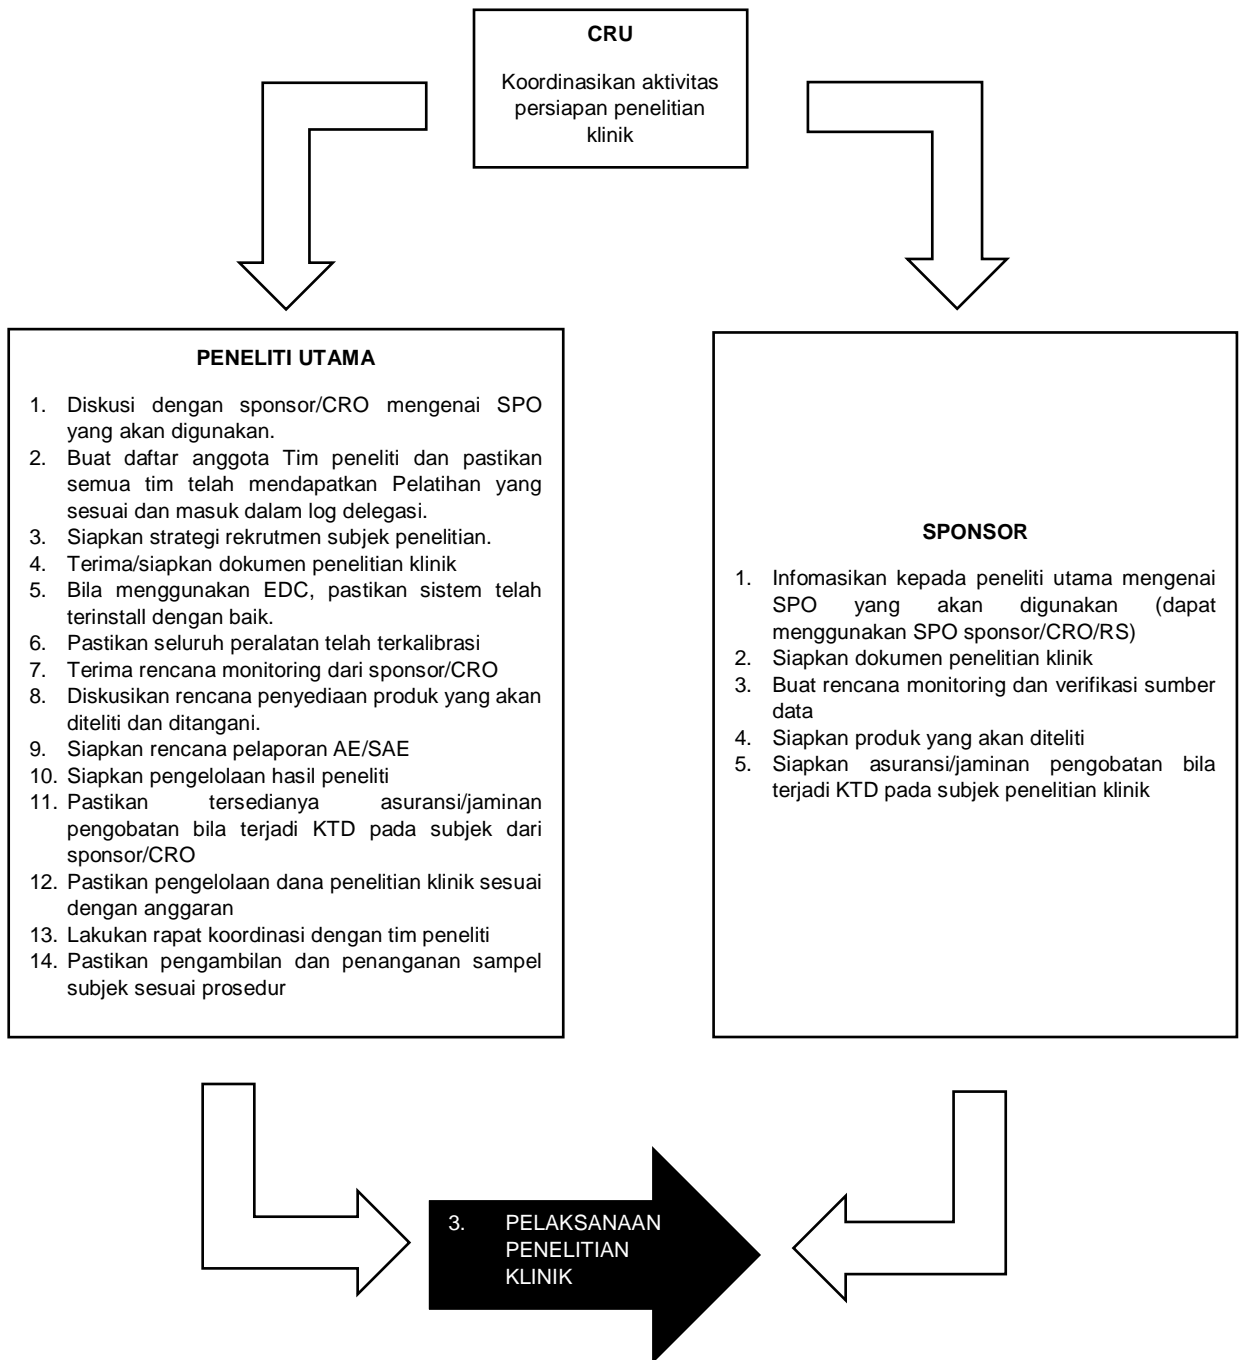 CRU
Koordinasikan aktivitas
persiapan penelitian
klinik
PENELITI UTAMA
1. Diskusi dengan sponsor/CRO mengenai SPO
yang akan digunakan.
2. Buat daftar anggota Tim peneliti dan pastikan
semua tim telah mendapatkan Pelatihan yang
sesuai dan masuk dalam log delegasi.
3. Siapkan strategi rekrutmen subjek penelitian.
4. Terima/siapkan dokumen penelitian klinik
5. Bila menggunakan EDC, pastikan sistem telah
terinstall dengan baik.
6. Pastikan seluruh peralatan telah terkalibrasi
7. Terima rencana monitoring dari sponsor/CRO
8. Diskusikan rencana penyediaan produk yang akan
diteliti dan ditangani.
9. Siapkan rencana pelaporan AE/SAE
10. Siapkan pengelolaan hasil peneliti
11. Pastikan tersedianya asuransi/jaminan
pengobatan bila terjadi KTD pada subjek dari
sponsor/CRO
12. Pastikan pengelolaan dana penelitian klinik sesuai
dengan anggaran
13. Lakukan rapat koordinasi dengan tim peneliti
14. Pastikan pengambilan dan penanganan sampel
subjek sesuai prosedur
SPONSOR
1. Infomasikan kepada peneliti utama mengenai
SPO yang akan digunakan (dapat
menggunakan SPO sponsor/CRO/RS)
2. Siapkan dokumen penelitian klinik
3. Buat rencana monitoring dan verifikasi sumber
data
4. Siapkan produk yang akan diteliti
5. Siapkan asuransi/jaminan pengobatan bila
terjadi KTD pada subjek penelitian klinik
3. PELAKSANAAN
PENELITIAN
KLINIK